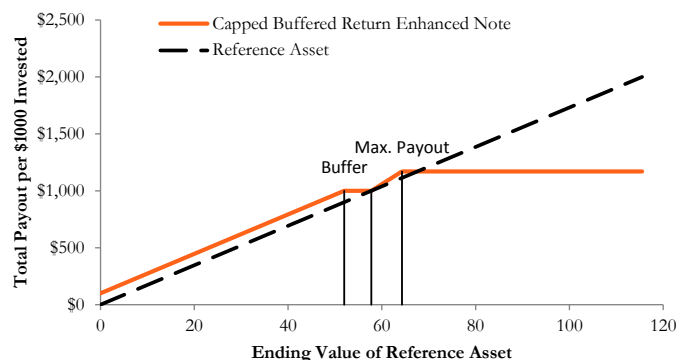 $2,500
Capped Buffered Return Enhanced Note
Reference Asset
$2,000
$1,500
Max. Payout
Buffer
$1,000
$500
$0
Total Payout per $1000 Invested
0 20 40 60 80 100 120
Ending Value of Reference Asset